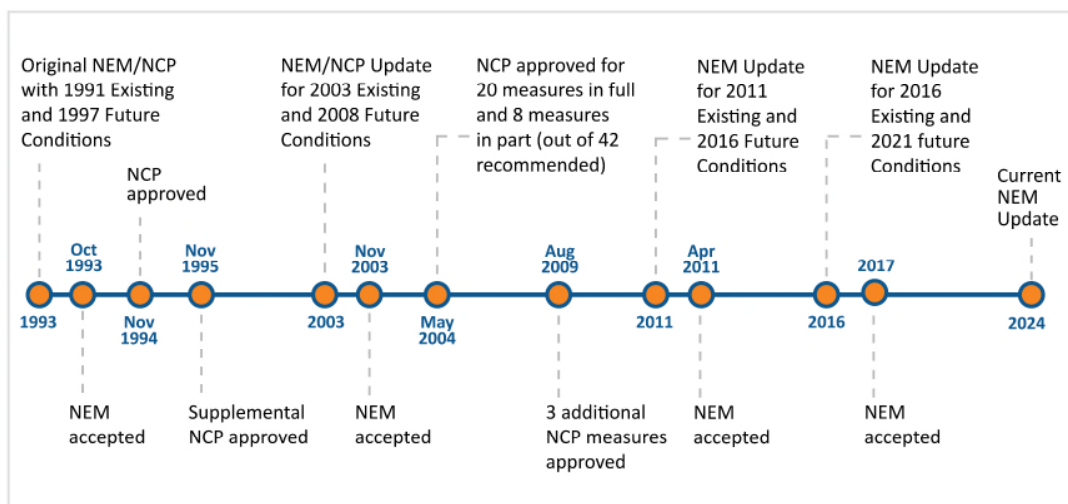 Original NEM/NCP
with 1991 Existing
and 1997 Future
Conditions
NCP
approved
NEM/NCP Update
for 2003 Existing
and 2008 Future
Conditions
NCP approved for
20 measures in full
and 8 measures
in part (out of 42
recommended)
NEM Update
for 2011
Existing and
2016 Future
Conditions
NEM Update
for 2016
Existing and
2021 future
Conditions
Current
NEM
Update
Oct
1993
Nov
1995
Nov
2003
Aug
2009
Apr
2011
2017
1993
Nov
1994
2003
May
2004
2011
2016
2024
NEM
accepted
Supplemental
NCP approved
NEM
accepted
3 additional
NCP measures
approved
NEM
accepted
NEM
accepted